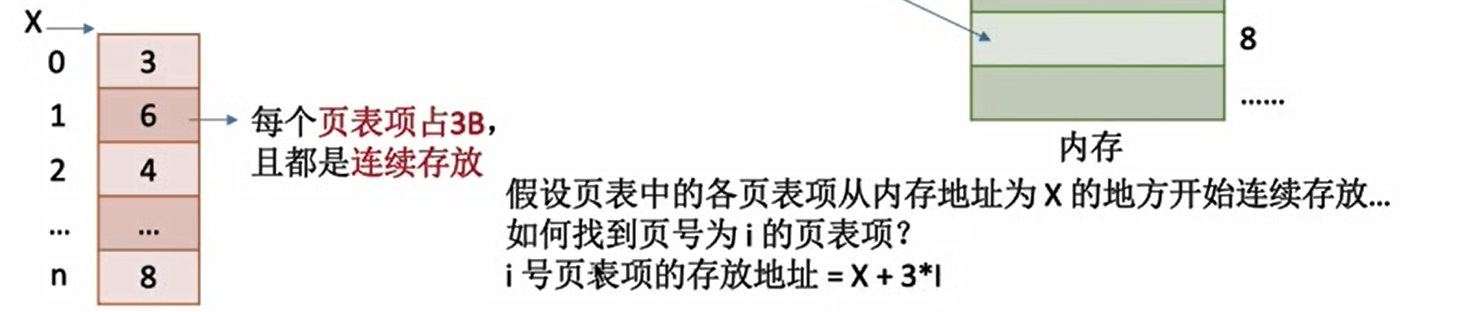 X
0 3
1 6
2 4
... ...
n 8
每个页表项占3B，
且都是连续存放
8
......
内存
假设页表中的各页表项从内存地址为 X 的地方开始连续存放...
如何找到页号为 i 的页表项？
i 号页表项的存放地址 = X + 3*I